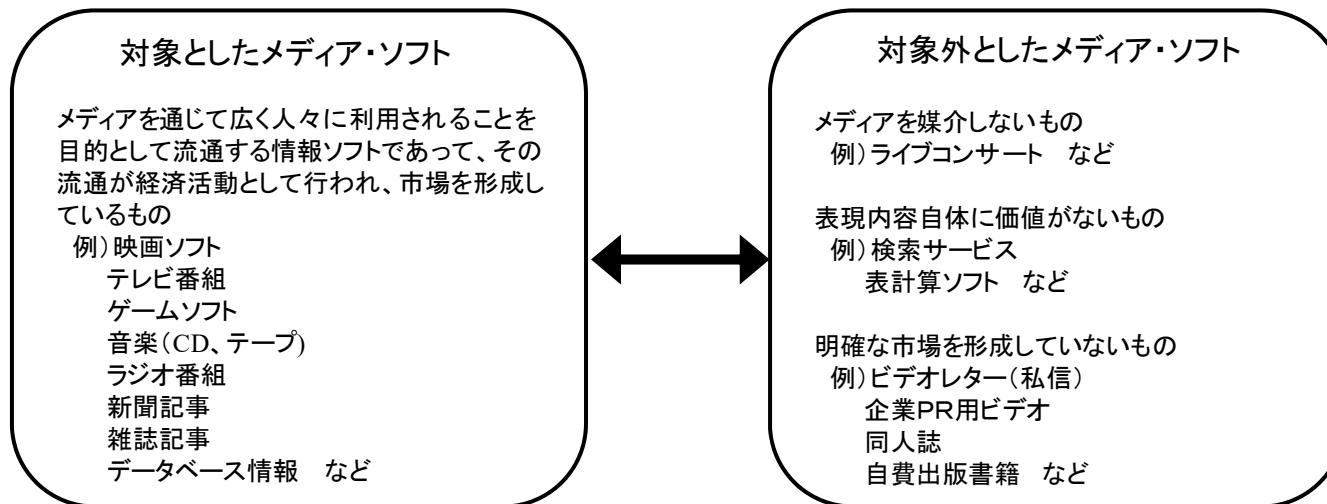 対象としたメディア・ソフト
メディアを通じて広く人々に利用されることを
目的として流通する情報ソフトであって、その
流通が経済活動として行われ、市場を形成し
ているもの
例)映画ソフト
テレビ番組
ゲームソフト
音楽(CD、テープ)
ラジオ番組
新聞記事
雑誌記事
データベース情報　など
対象外としたメディア・ソフト
メディアを媒介しないもの
例)ライブコンサート　など
表現内容自体に価値がないもの
例)検索サービス
表計算ソフト　など
明確な市場を形成していないもの
例)ビデオレター(私信)
企業PR用ビデオ
同人誌
自費出版書籍　など